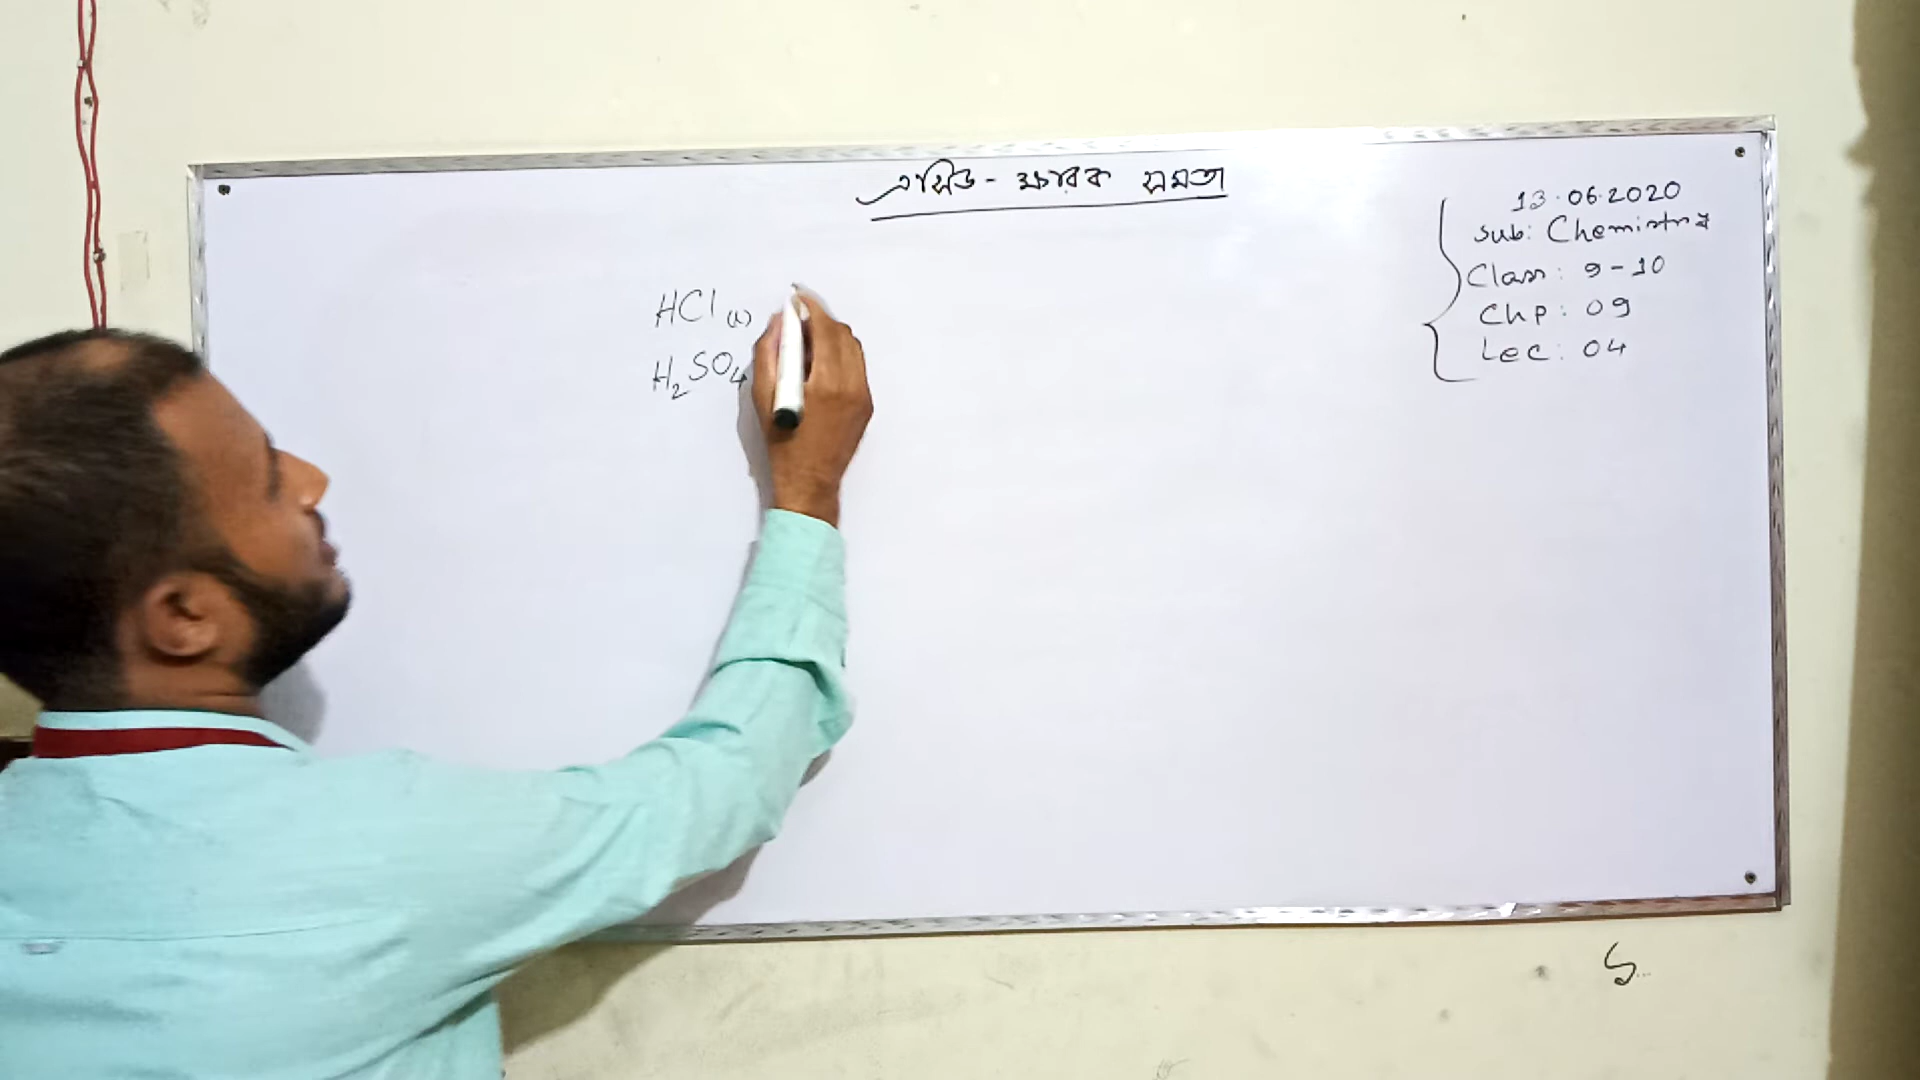 এসিড - ক্ষারক সমতা
13.06.2020
Sub: Chemistry
Class: 9-10
Chp: 09
Lec: 04
HCl (l)
H₂SO₄